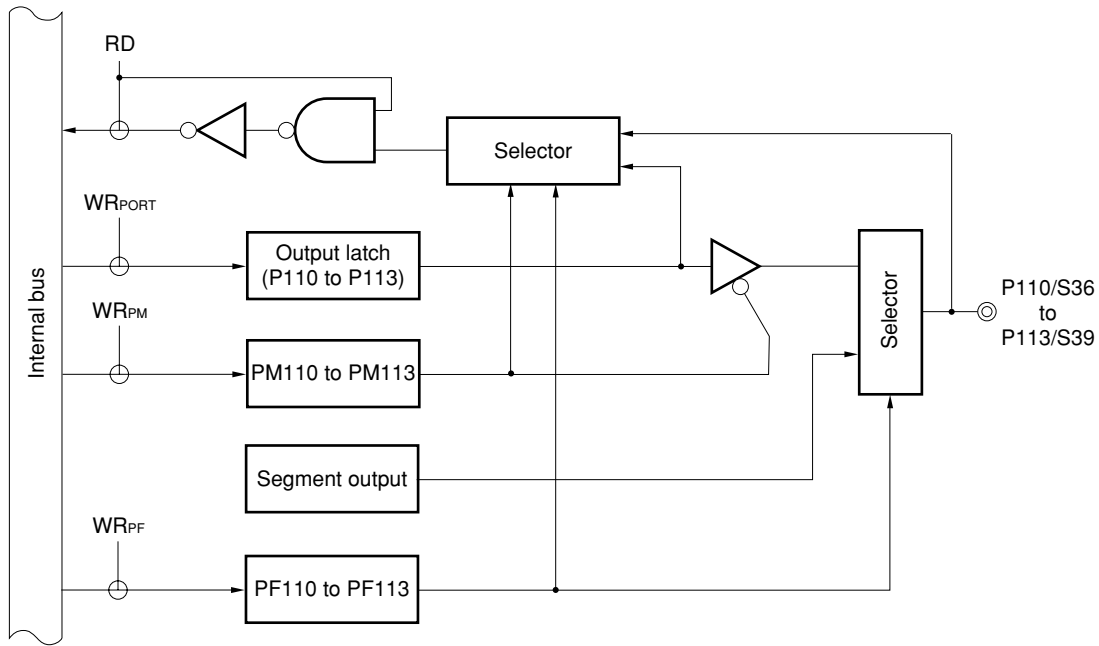 RD
Selector
WRPORT
Output latch
(P110 to P113)
WRPM
PM110 to PM113
Internal bus
Selector
P110/S36
to
P113/S39
Segment output
WRPF
PF110 to PF113